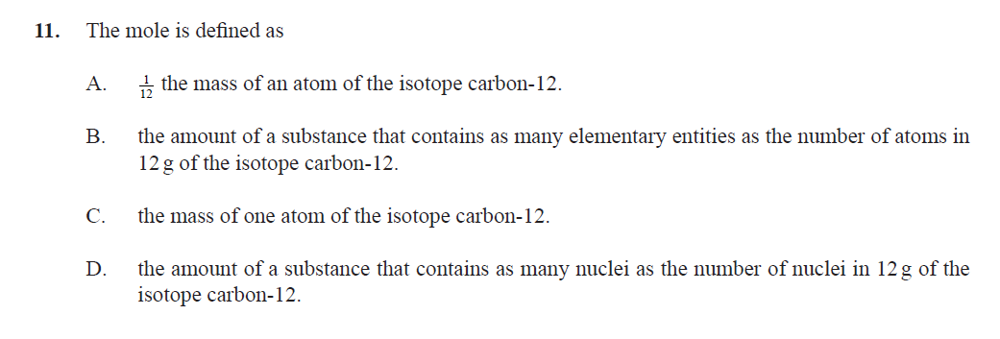 11. The mole is defined as
A. 1/12 the mass of an atom of the isotope carbon-12.
B. the amount of a substance that contains as many elementary entities as the number of atoms in
12 g of the isotope carbon-12.
C. the mass of one atom of the isotope carbon-12.
D. the amount of a substance that contains as many nuclei as the number of nuclei in 12 g of the
isotope carbon-12.